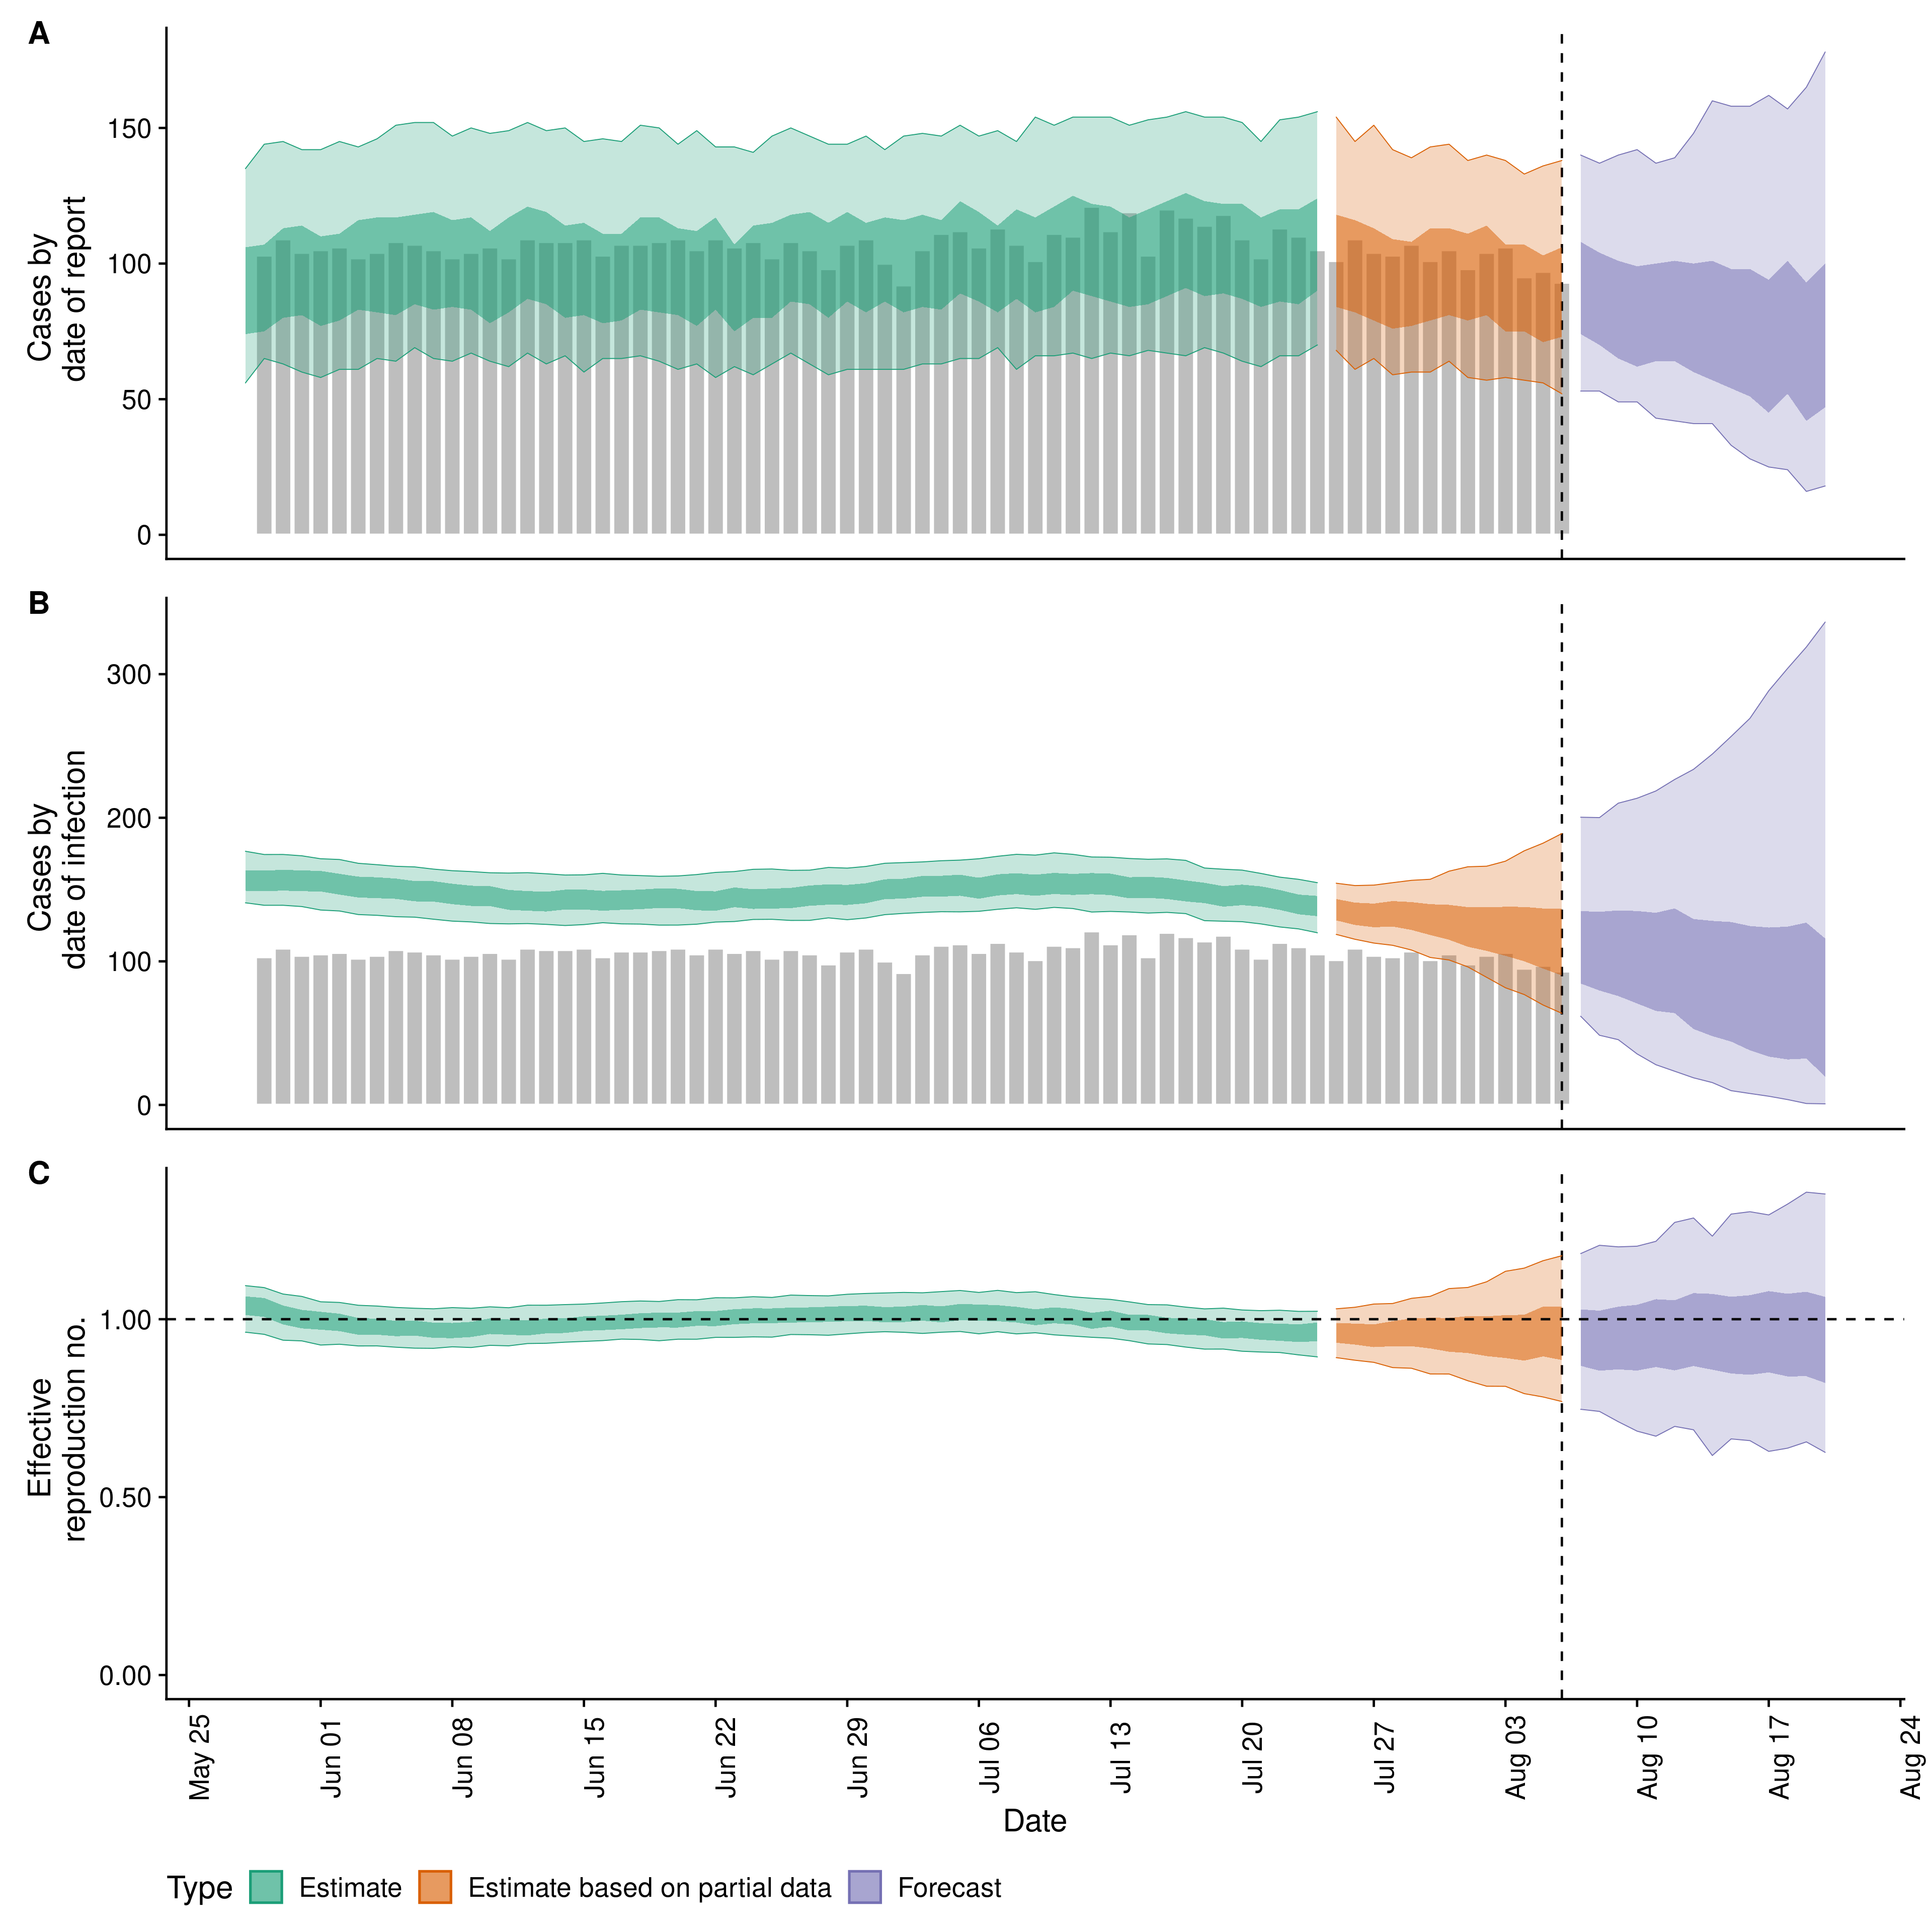 A
Cases by
date of report
150
100
50
0
B
Cases by
date of infection
300
200
100
0
C
Effective
reproduction no.
1.00
0.50
0.00
May 25
Jun 01
Jun 08
Jun 15
Jun 22
Jun 29
Jul 06
Jul 13
Jul 20
Jul 27
Aug 03
Aug 10
Aug 17
Aug 24
Date
Type Estimate Estimate based on partial data Forecast